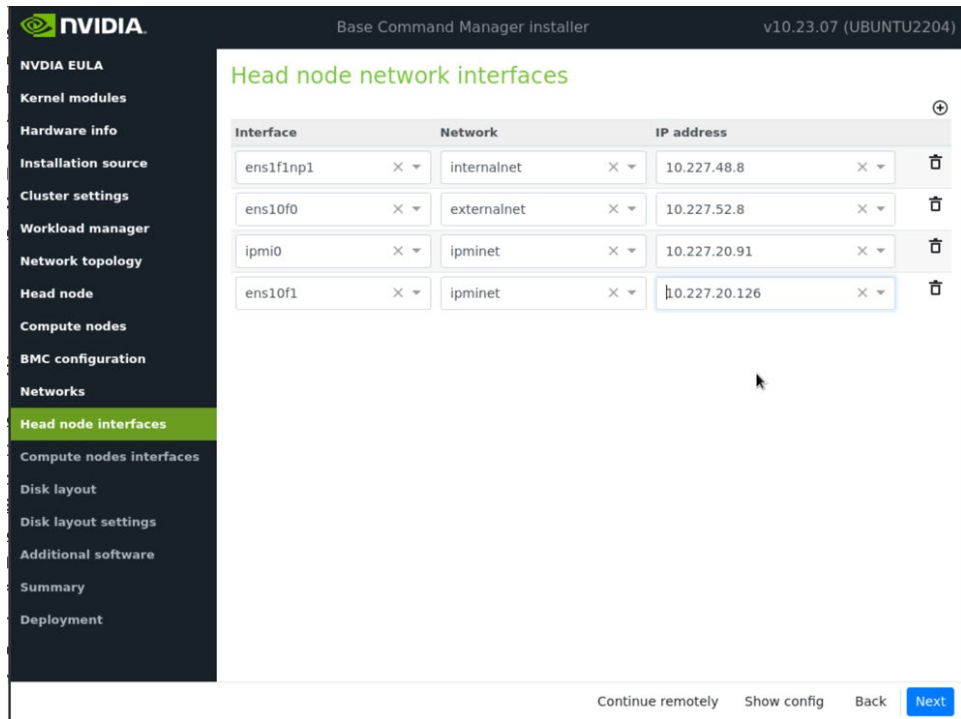 NVIDIA.
Base Command Manager installer
v10.23.07 (UBUNTU2204)
NVDIA EULA
Kernel modules
Hardware info
Installation source
Cluster settings
Workload manager
Network topology
Head node
Compute nodes
BMC configuration
Networks
Head node interfaces
Compute nodes interfaces
Disk layout
Disk layout settings
Additional software
Summary
Deployment
Head node network interfaces
Interface Network IP address
ens1f1np1 internalnet 10.227.48.8
ens10f0 externalnet 10.227.52.8
ipmi0 ipminet 10.227.20.91
ens10f1 ipminet 10.227.20.126
Continue remotely Show config Back Next